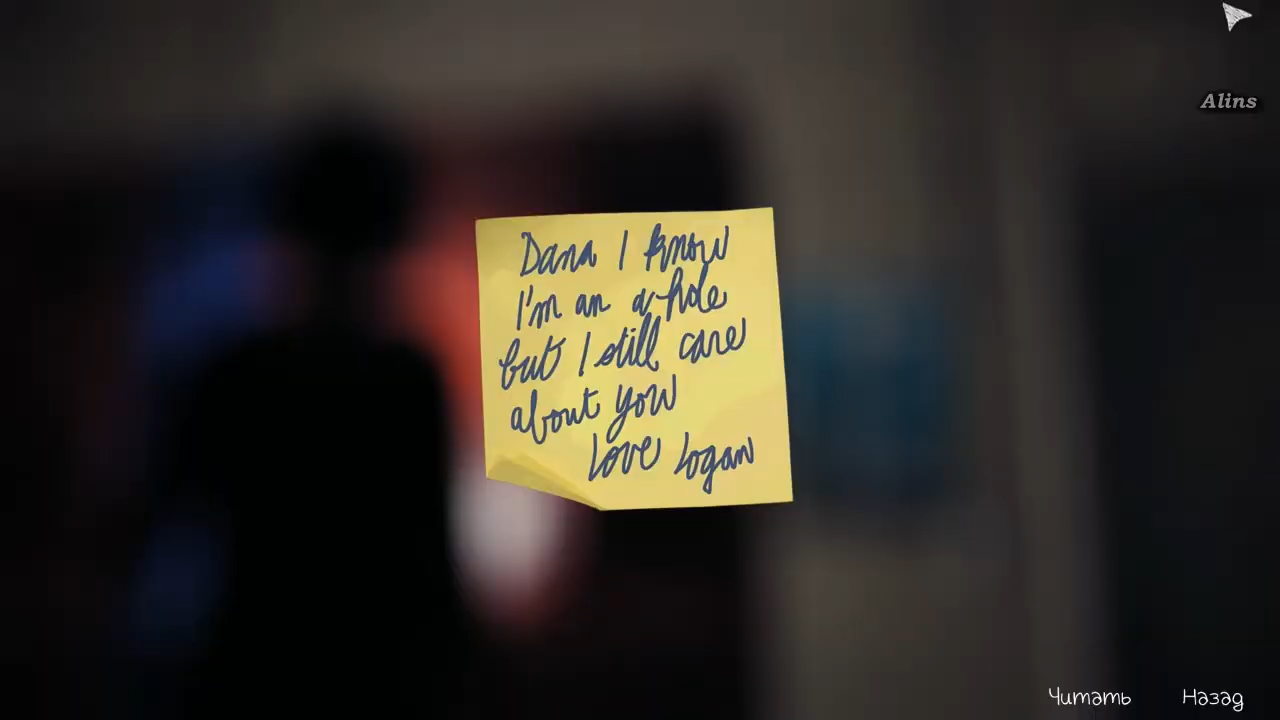 Alins
Dana I know
I'm an a-hole
but I still care
about you
Love Logan
Читать Назад